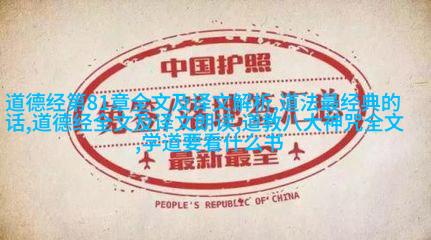 中国护照
道德经第81章全文及译文解析,道法最经典的
话,道德经全文及译文朗诵,道教八大神咒全文
,学道要看什么书
最新最全
PEOPLE'S REPUBLIC OF CHINA